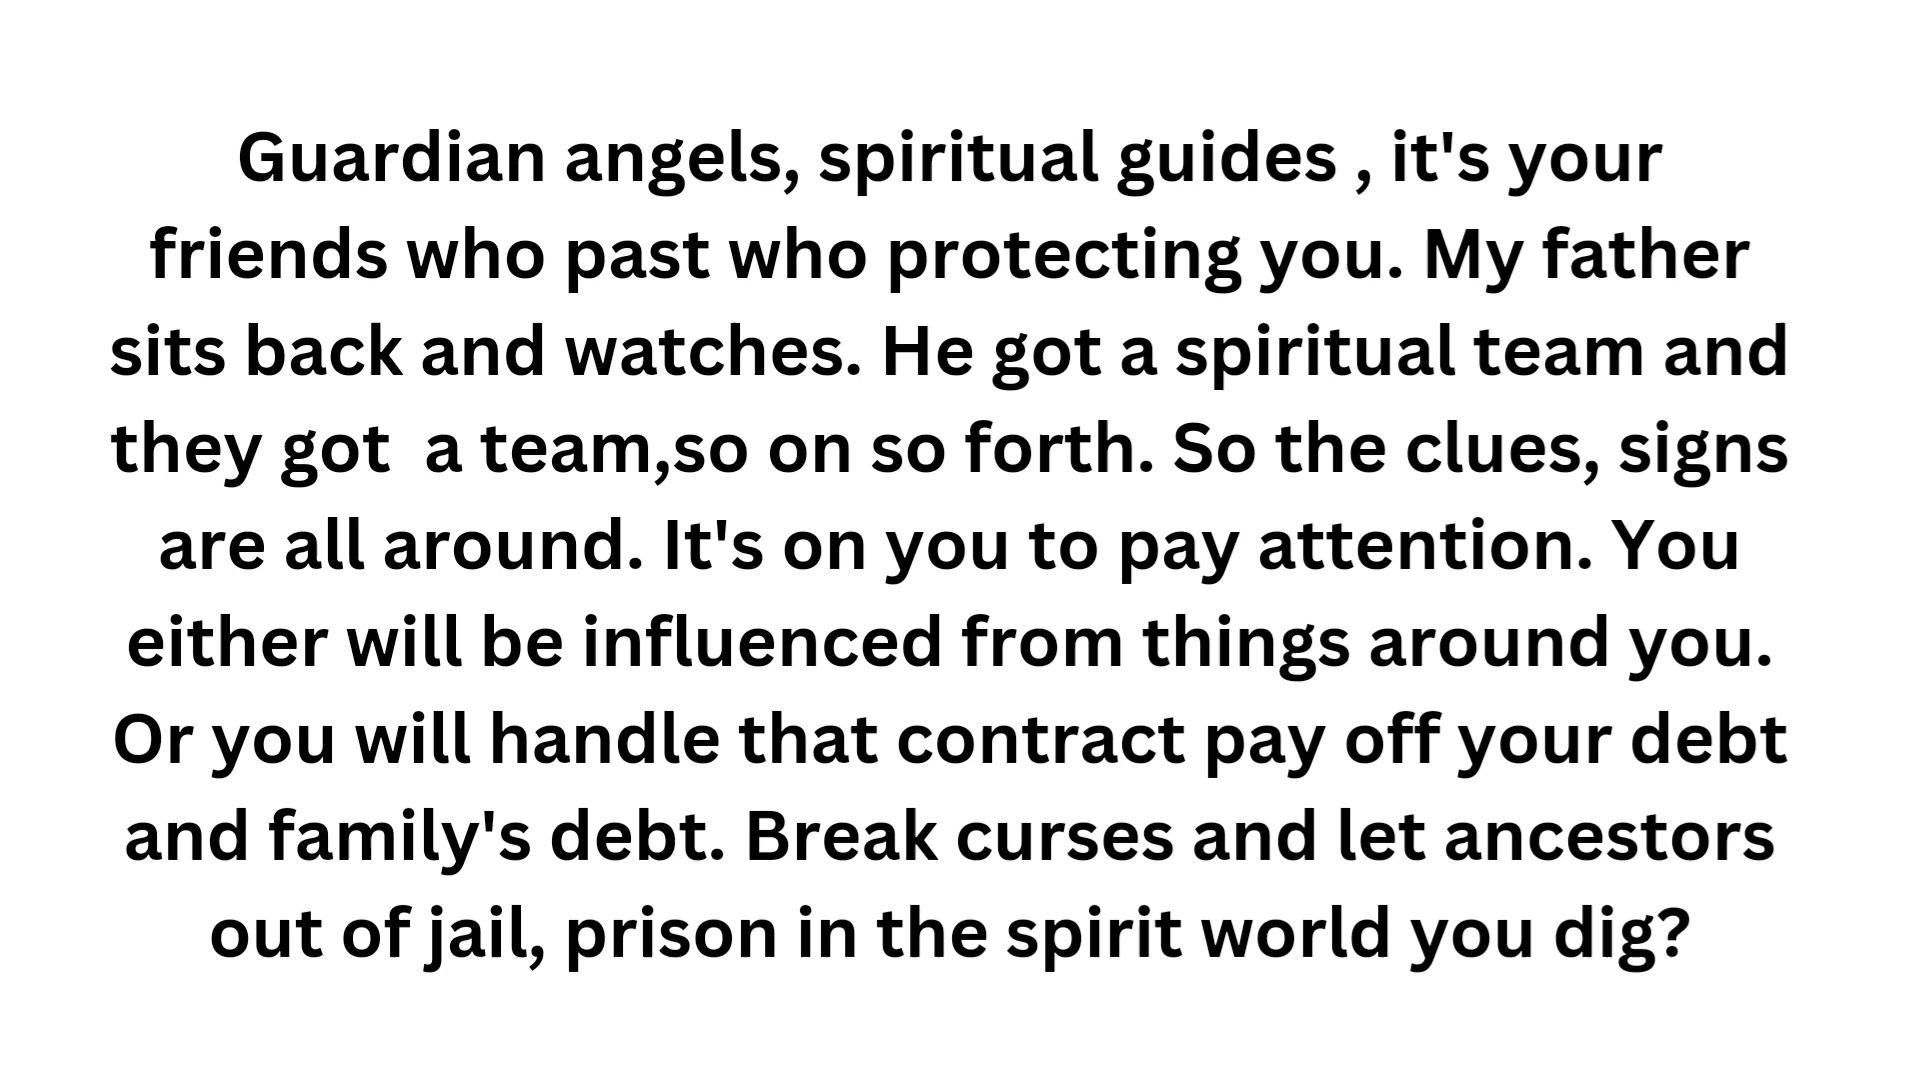 Guardian angels, spiritual guides , it's your
friends who past who protecting you. My father
sits back and watches. He got a spiritual team and
they got  a team,so on so forth. So the clues, signs
are all around. It's on you to pay attention. You
either will be influenced from things around you.
Or you will handle that contract pay off your debt
and family's debt. Break curses and let ancestors
out of jail, prison in the spirit world you dig?